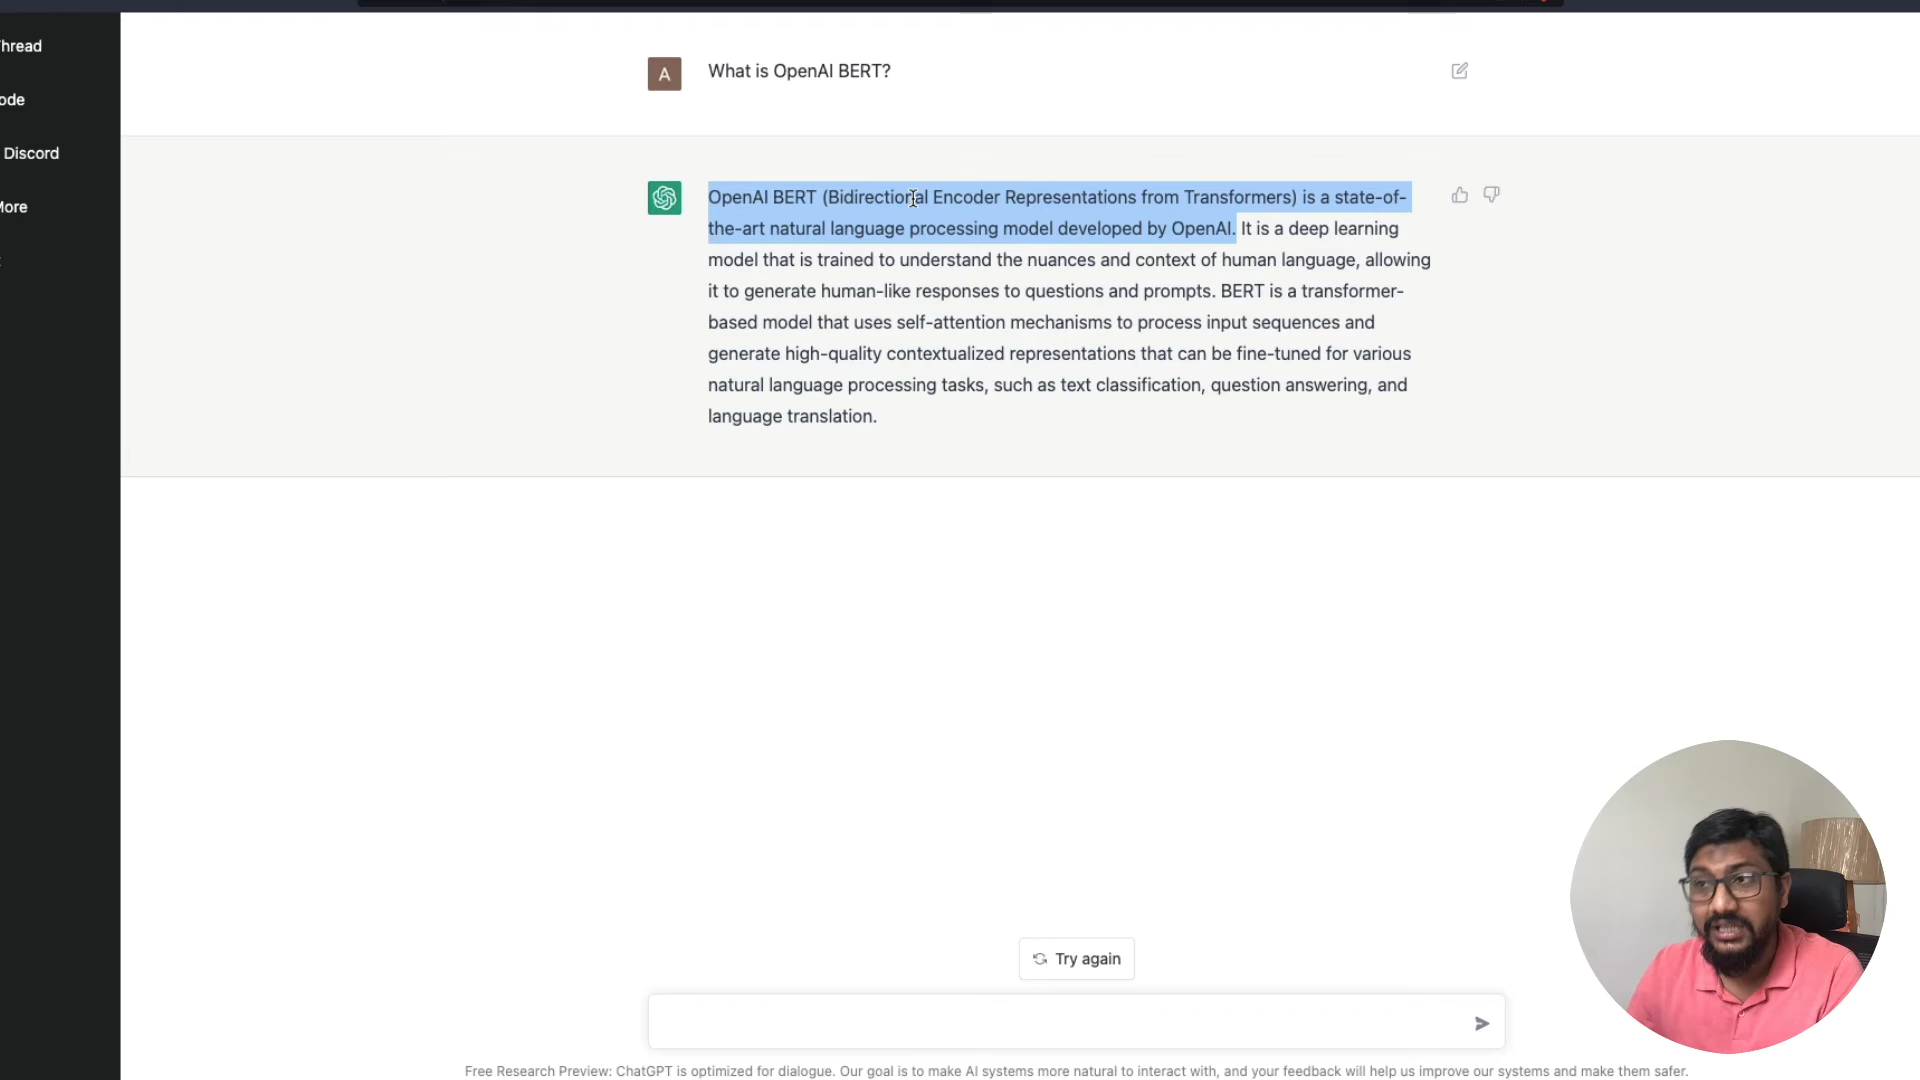 hread
ode
Discord
ore
A
What is OpenAI BERT?
OpenAI BERT (Bidirectional Encoder Representations from Transformers) is a state-of-
the-art natural language processing model developed by OpenAI. It is a deep learning
model that is trained to understand the nuances and context of human language, allowing
it to generate human-like responses to questions and prompts. BERT is a transformer-
based model that uses self-attention mechanisms to process input sequences and
generate high-quality contextualized representations that can be fine-tuned for various
natural language processing tasks, such as text classification, question answering, and
language translation.
Try again
Free Research Preview: ChatGPT is optimized for dialogue. Our goal is to make AI systems more natural to interact with, and your feedback will help us improve our systems and make them safer.